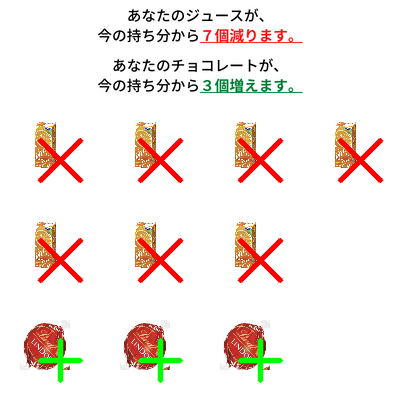 あなたのジュースが、
今の持ち分から７個減ります。
あなたのチョコレートが、
今の持ち分から３個増えます。